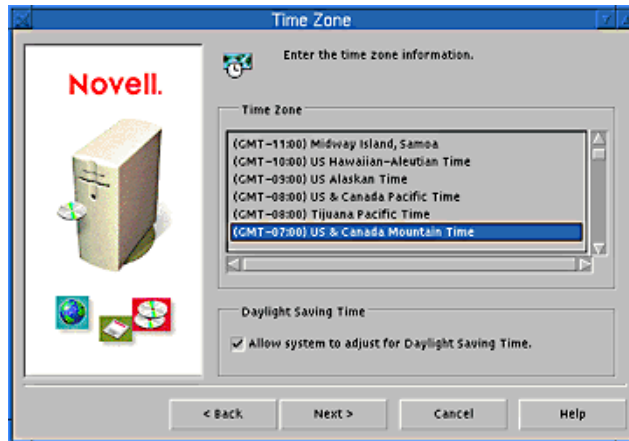 Time Zone
Novell.
Enter the time zone information.
Time Zone
(GMT-11:00) Midway Island, Samoa
(GMT-10:00) US Hawaiian-Aleutian Time
(GMT-09:00) US Alaskan Time
(GMT-08:00) US & Canada Pacific Time
(GMT-08:00) Tijuana Pacific Time
(GMT-07:00) US & Canada Mountain Time
Daylight Saving Time
Allow system to adjust for Daylight Saving Time.
< Back Next > Cancel Help